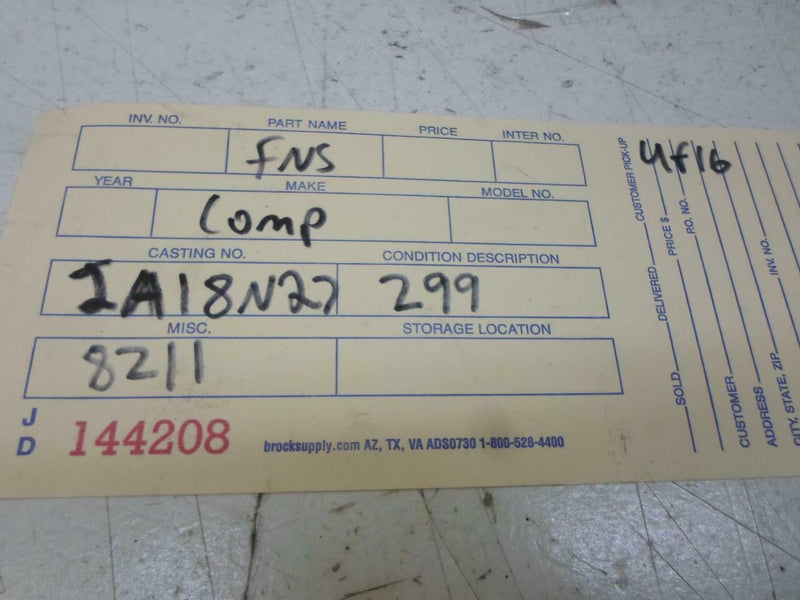 INV. NO. PART NAME PRICE INTER NO.
FNS
YEAR MAKE MODEL NO.
Comp
CASTING NO. CONDITION DESCRIPTION
IA18N27 299
MISC. STORAGE LOCATION
8211
J
D
144208 brocksupply.com AZ, TX, VA ADS0730 1-800-528-4400
4f16
CUSTOMER PICK-UP
SOLD DELIVERED
PRICE $
P.O. NO.
CUSTOMER
ADDRESS
CITY, STATE, ZIP INV. NO.